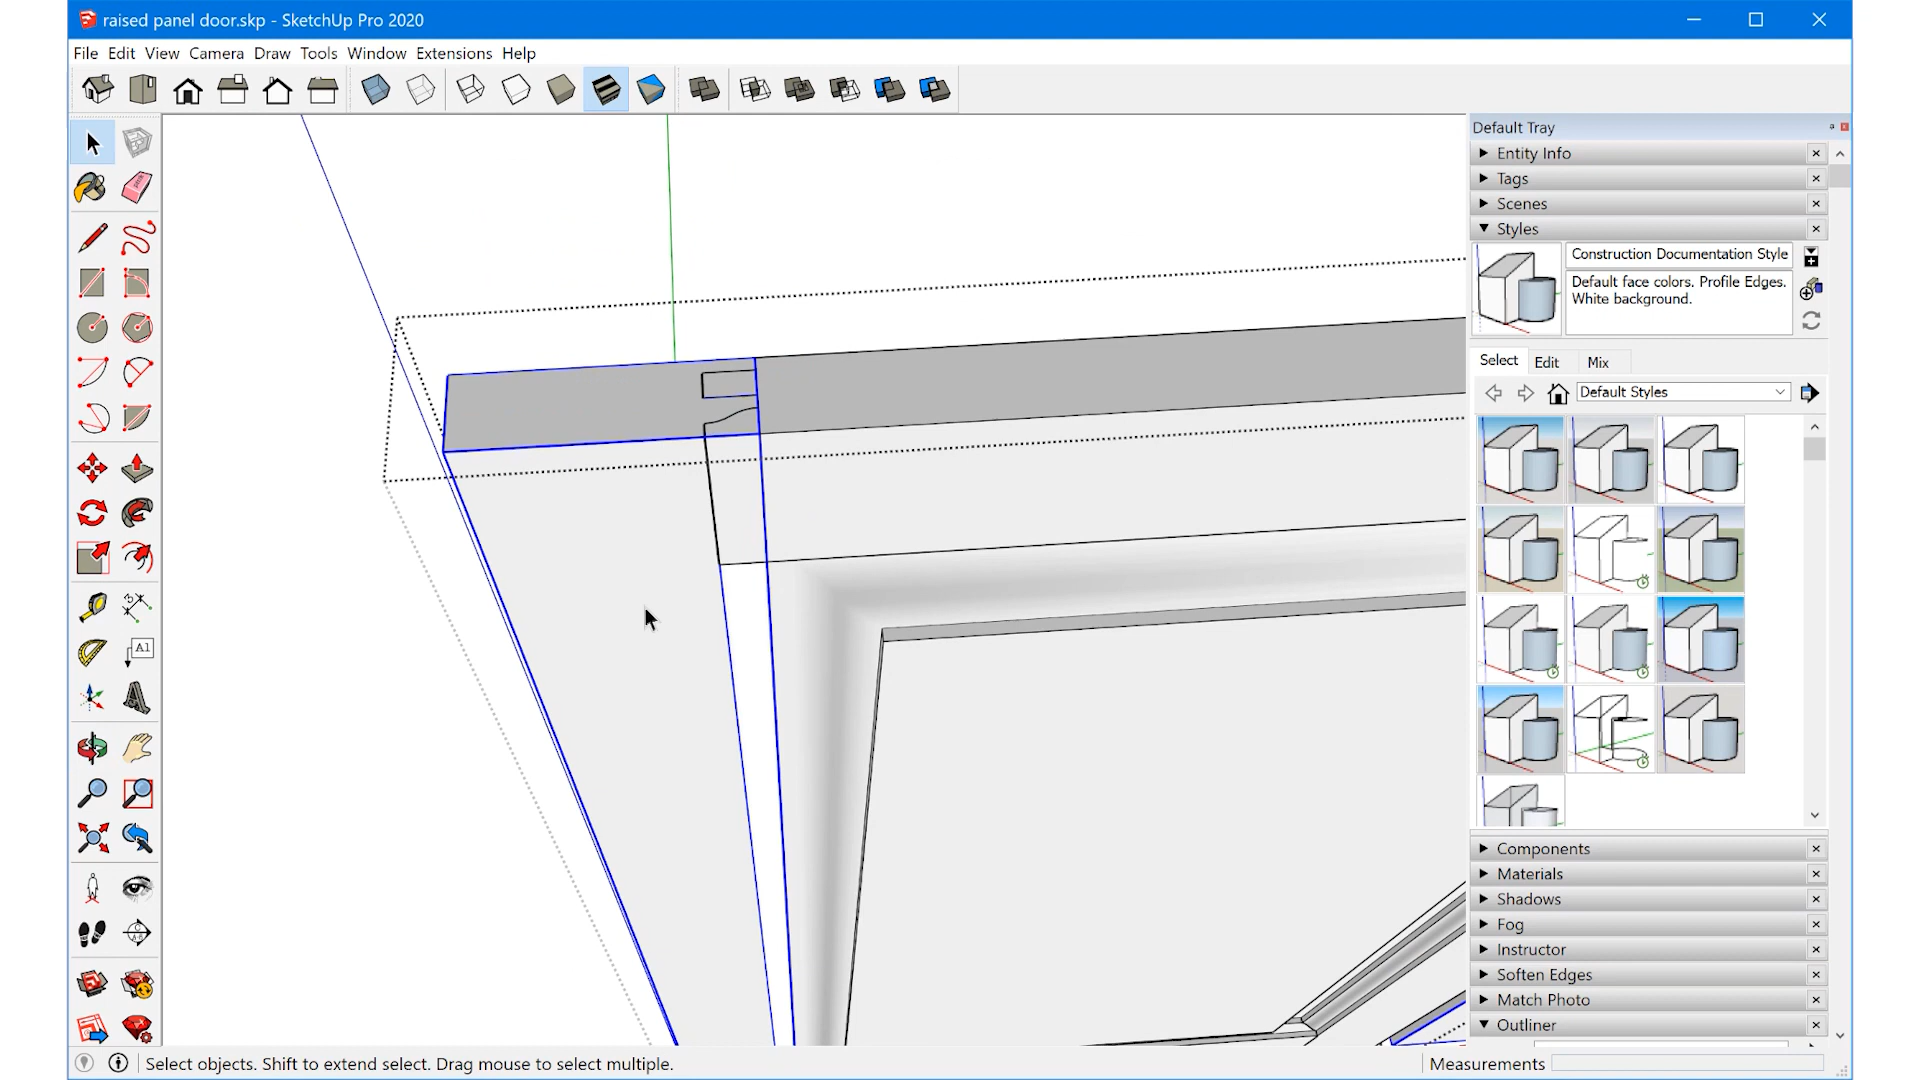 raised panel door.skp - SketchUp Pro 2020
File Edit View Camera Draw Tools Window Extensions Help
Default Tray
Entity Info
Tags
Scenes
Styles
Construction Documentation Style
Default face colors. Profile Edges.
White background.
Select Edit Mix
Default Styles
A1
Components
Materials
Shadows
Fog
Instructor
Soften Edges
Match Photo
Outliner
Select objects. Shift to extend select. Drag mouse to select multiple.
Measurements